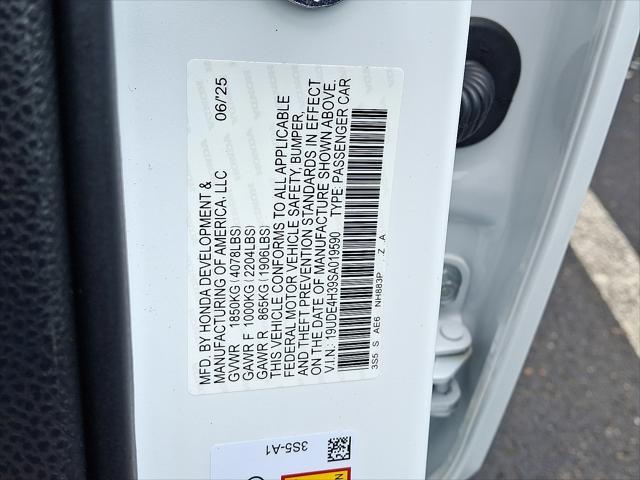 MFD. BY HONDA DEVELOPMENT &
MANUFACTURING OF AMERICA, LLC 06/25
GVWR 1850KG(4078LBS)
GAWR F 1000KG(2204LBS)
GAWR R 865KG(1906LBS)
THIS VEHICLE CONFORMS TO ALL APPLICABLE
FEDERAL MOTOR VEHICLE SAFETY, BUMPER,
AND THEFT PREVENTION STANDARDS IN EFFECT
ON THE DATE OF MANUFACTURE SHOWN ABOVE.
V.I.N.: 19UDE4H39SA019590 TYPE: PASSENGER CAR
3S5 S AE6 NH883P Z A
3S5-A1